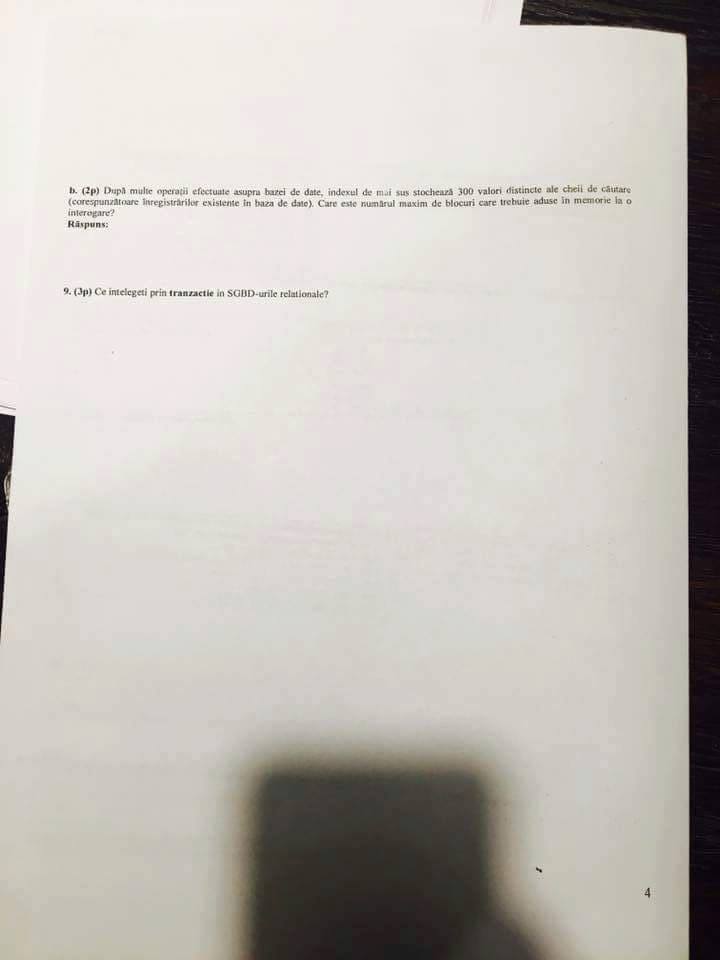 b. (2p) După multe operații efectuate asupra bazei de date, indexul de mai sus stochează 300 valori distincte ale cheii de căutare
(corespunzătoare înregistrărilor existente în baza de date). Care este numărul maxim de blocuri care trebuie aduse în memorie la o
interogare?
Răspuns:
9. (3p) Ce intelegeti prin tranzactie in SGBD-urile relationale?
4